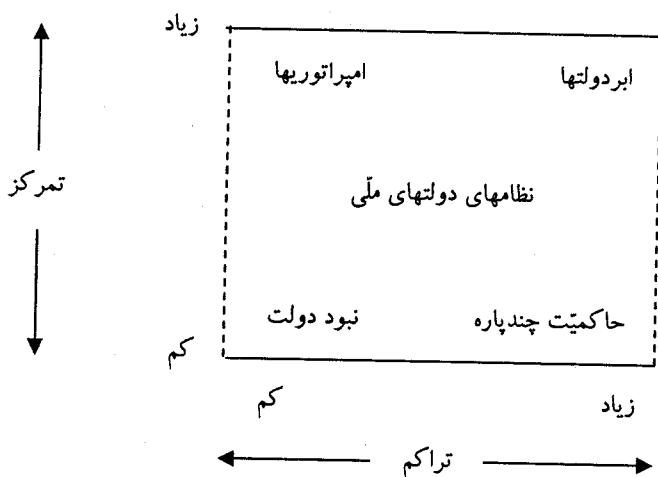 زیاد
ابردولتها
امپراتوریها
تمرکز
نظامهای دولتهای ملّی
حاکمیّت چندپاره
نبود دولت
کم
زیاد
کم
تراکم